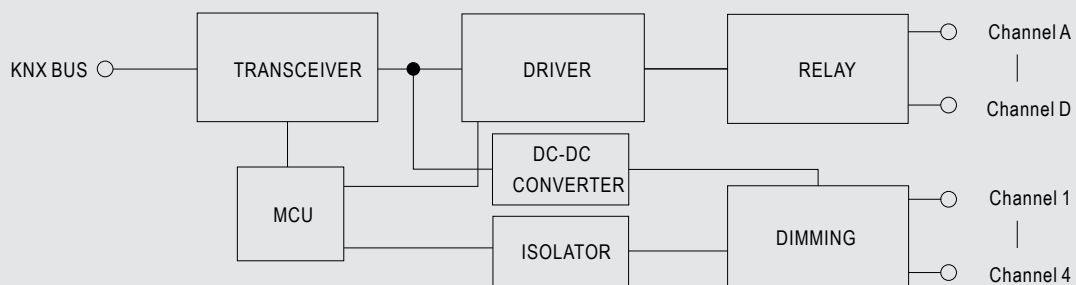 KNX BUS
TRANSCEIVER
DRIVER
RELAY
Channel A
Channel D
MCU
DC-DC
CONVERTER
ISOLATOR
DIMMING
Channel 1
Channel 4